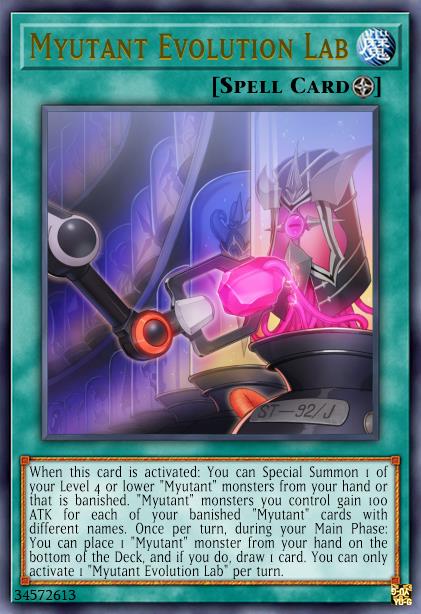 Myutant Evolution Lab
[Spell Card]
ST-92/J
When this card is activated: You can Special Summon 1 of
your Level 4 or lower "Myutant" monsters from your hand or
that is banished. "Myutant" monsters you control gain 100
ATK for each of your banished "Myutant" cards with
different names. Once per turn, during your Main Phase:
You can place 1 "Myutant" monster from your hand on the
bottom of the Deck, and if you do, draw 1 card. You can only
activate 1 "Myutant Evolution Lab" per turn.
34572613